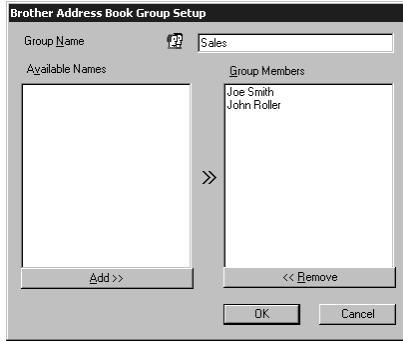 Brother Address Book Group Setup
Group Name
Sales
Available Names
Group Members
Joe Smith
John Roller
Add >>
<< Remove
OK
Cancel